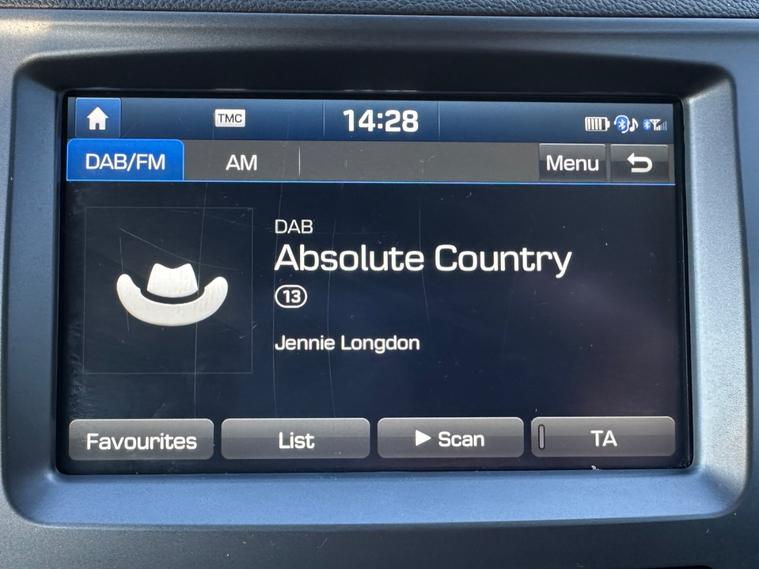 TMC 14:28
DAB/FM AM Menu
DAB
Absolute Country
13
Jennie Longdon
Favourites List Scan TA